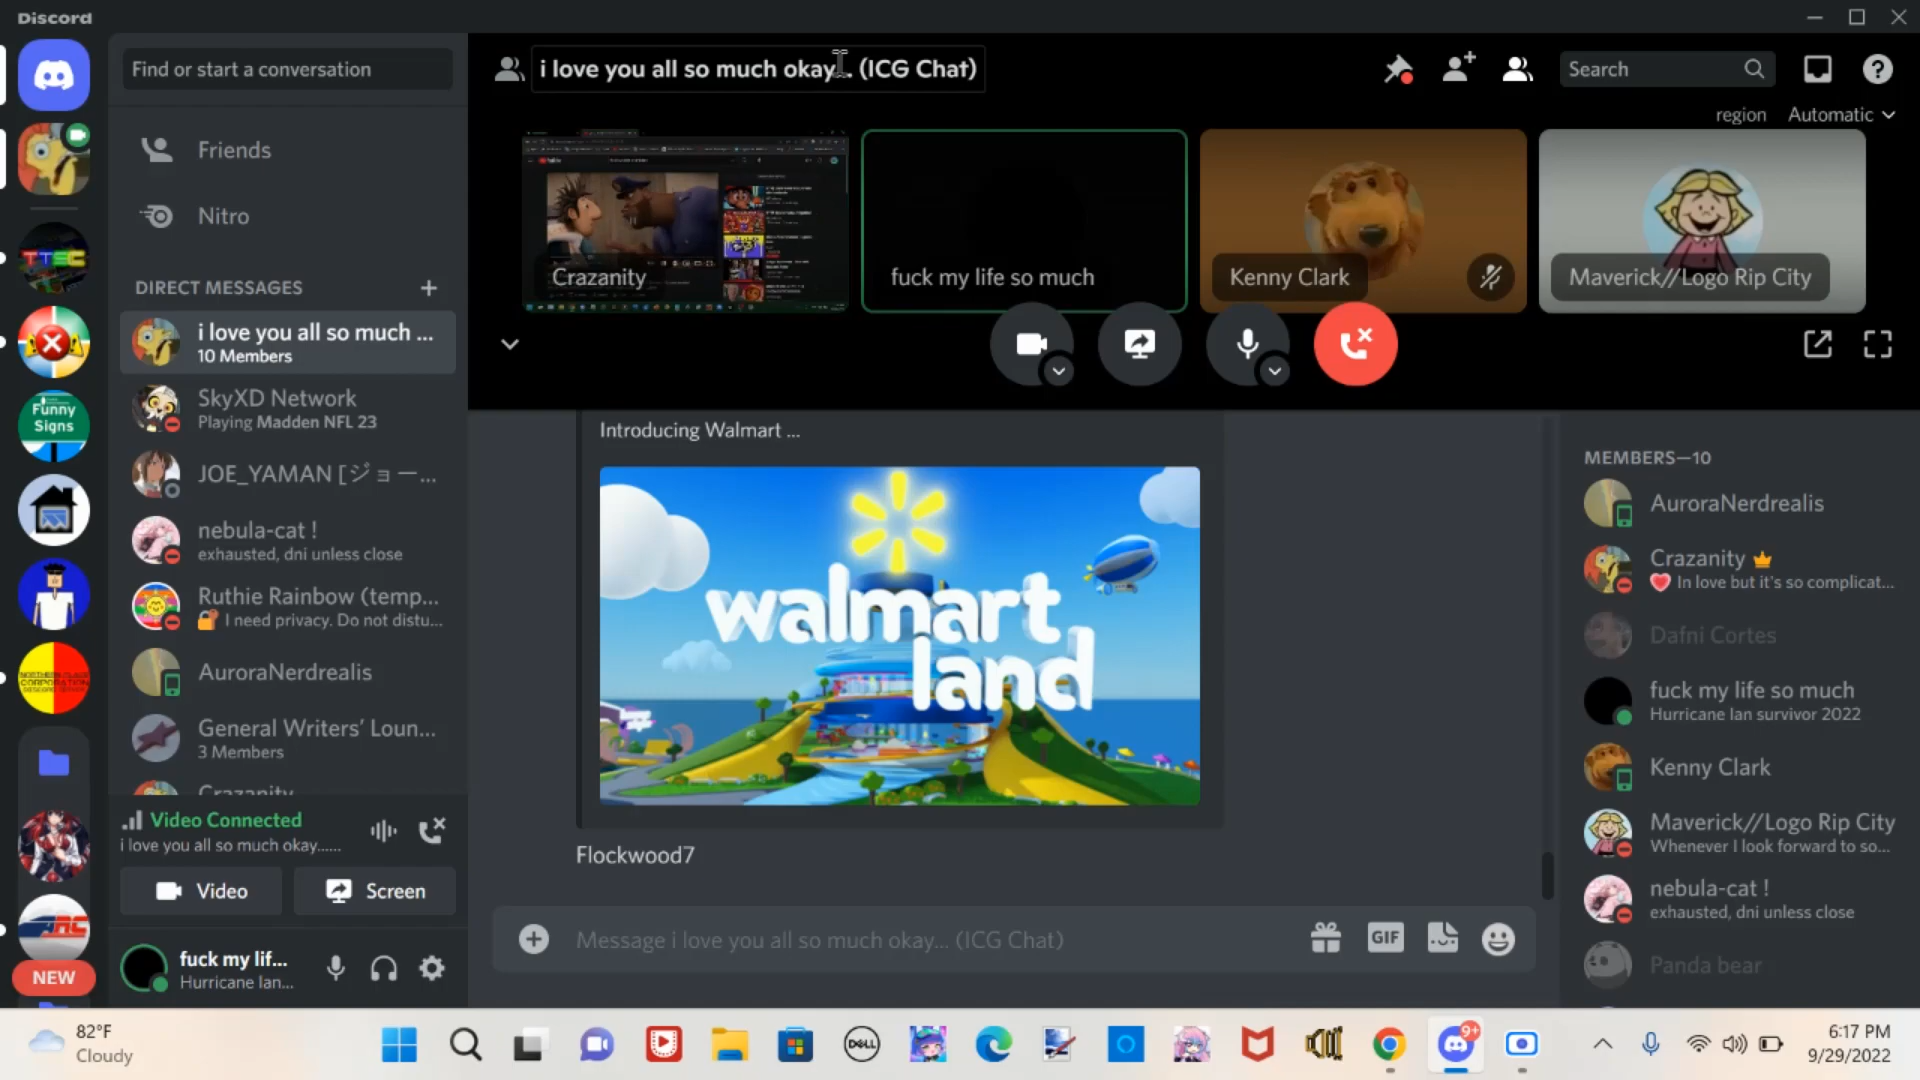 Discord
Find or start a conversation
Friends
Nitro
DIRECT MESSAGES
i love you all so much ...
10 Members
SkyXD Network
Playing Madden NFL 23
JOE_YAMAN [ジョー...
nebula-cat !
exhausted, dni unless close
Ruthie Rainbow (temp...
I need privacy. Do not distu...
AuroraNerdrealis
General Writers' Loun...
3 Members
Crazanity
Video Connected
i love you all so much okay......
Video
Screen
fuck my lif...
Hurricane Ian...
TTSC
Funny
Signs
NEW
i love you all so much okay... (ICG Chat)
Search
region
Automatic
Crazanity
fuck my life so much
Kenny Clark
Maverick//Logo Rip City
Introducing Walmart ...
walmart
land
Flockwood7
Message i love you all so much okay... (ICG Chat)
GIF
MEMBERS—10
AuroraNerdrealis
Crazanity
In love but it's so complicat...
Dafni Cortes
fuck my life so much
Hurricane Ian survivor 2022
Kenny Clark
Maverick//Logo Rip City
Whenever I look forward to so...
nebula-cat !
exhausted, dni unless close
Panda bear
82°F
Cloudy
DELL
9+
6:17 PM
9/29/2022